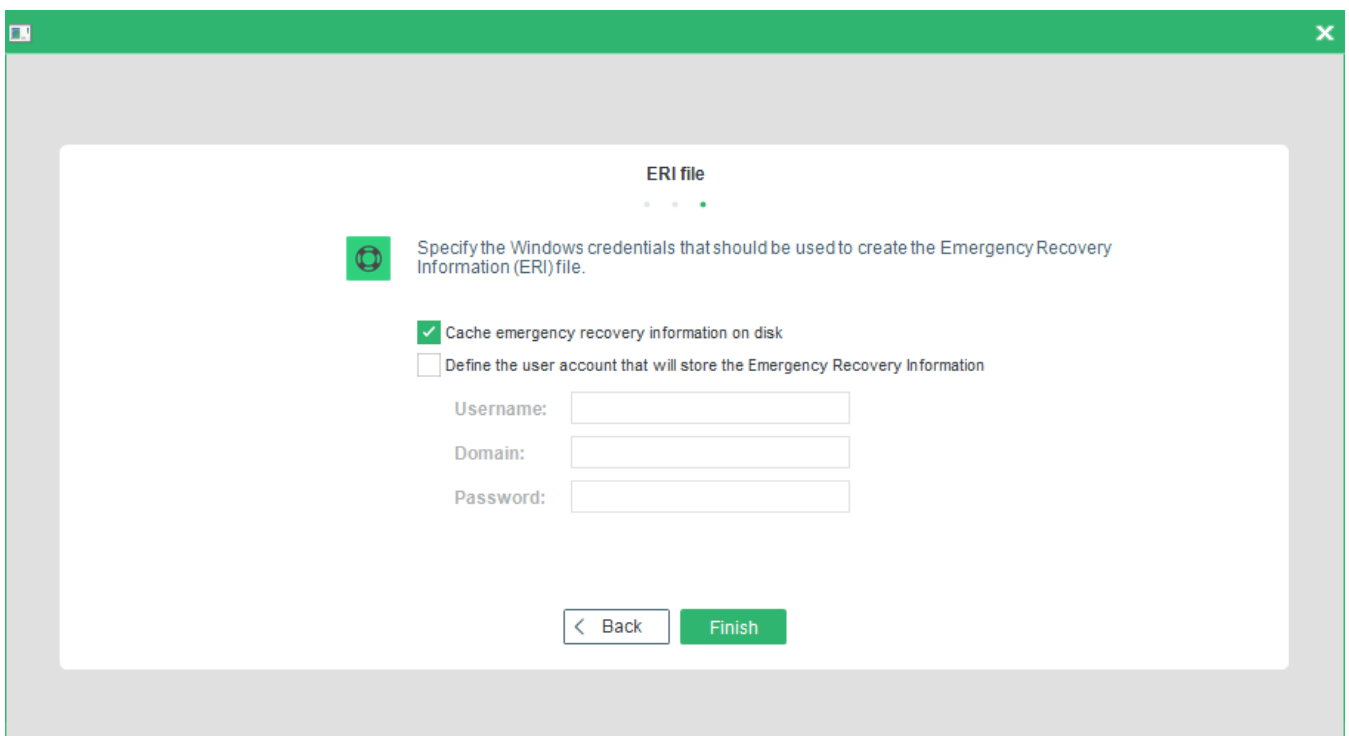 ERI file
Specify the Windows credentials that should be used to create the Emergency Recovery
Information (ERI) file.
Cache emergency recovery information on disk
Define the user account that will store the Emergency Recovery Information
Username:
Domain:
Password:
Back
Finish